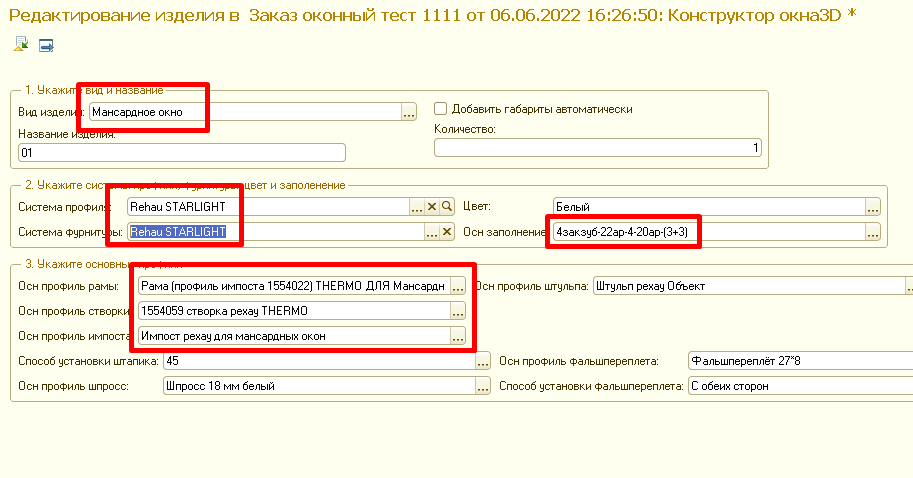 Редактирование изделия в Заказ оконный тест 1111 от 06.06.2022 16:26:50: Конструктор окна3D *
1. Укажите вид и название
Вид изделия: Мансардное окно ... Добавить габариты автоматически
Название изделия: Количество:
01 1
2. Укажите систему профиля, фурнитуры, цвет и заполенение
Система профиля: Rehau STARLIGHT ... Цвет: Белый ...
Система фурнитуры: Rehau STARLIGHT ... Осн заполнение: 4закзуб-22ар-4-20ар-(3+3) ...
3. Укажите основные профили
Осн профиль рамы: Рама (профиль импоста 1554022) THERMO ДЛЯ Мансардн ... Осн профиль штульпа: Штульп рехау Объект ...
Осн профиль створки: 1554059 створка рехау THERMO ...
Осн профиль импоста: Импост рехау для мансардных окон ...
Способ установки штапика: 45 ... Осн профиль фальшпереплета: Фальшпереплёт 27*8
Осн профиль шпросс: Шпросс 18 мм белый ... Способ установки фальшпереплета: С обеих сторон